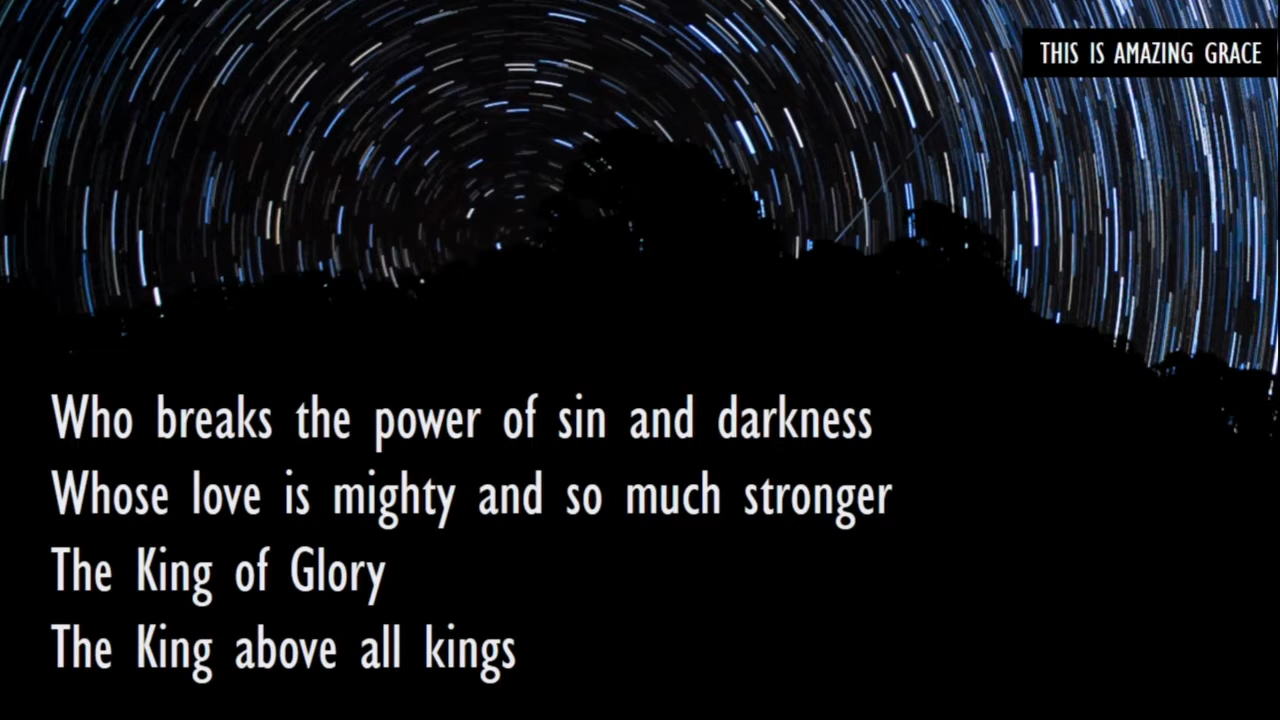 THIS IS AMAZING GRACE
Who breaks the power of sin and darkness
Whose love is mighty and so much stronger
The King of Glory
The King above all kings